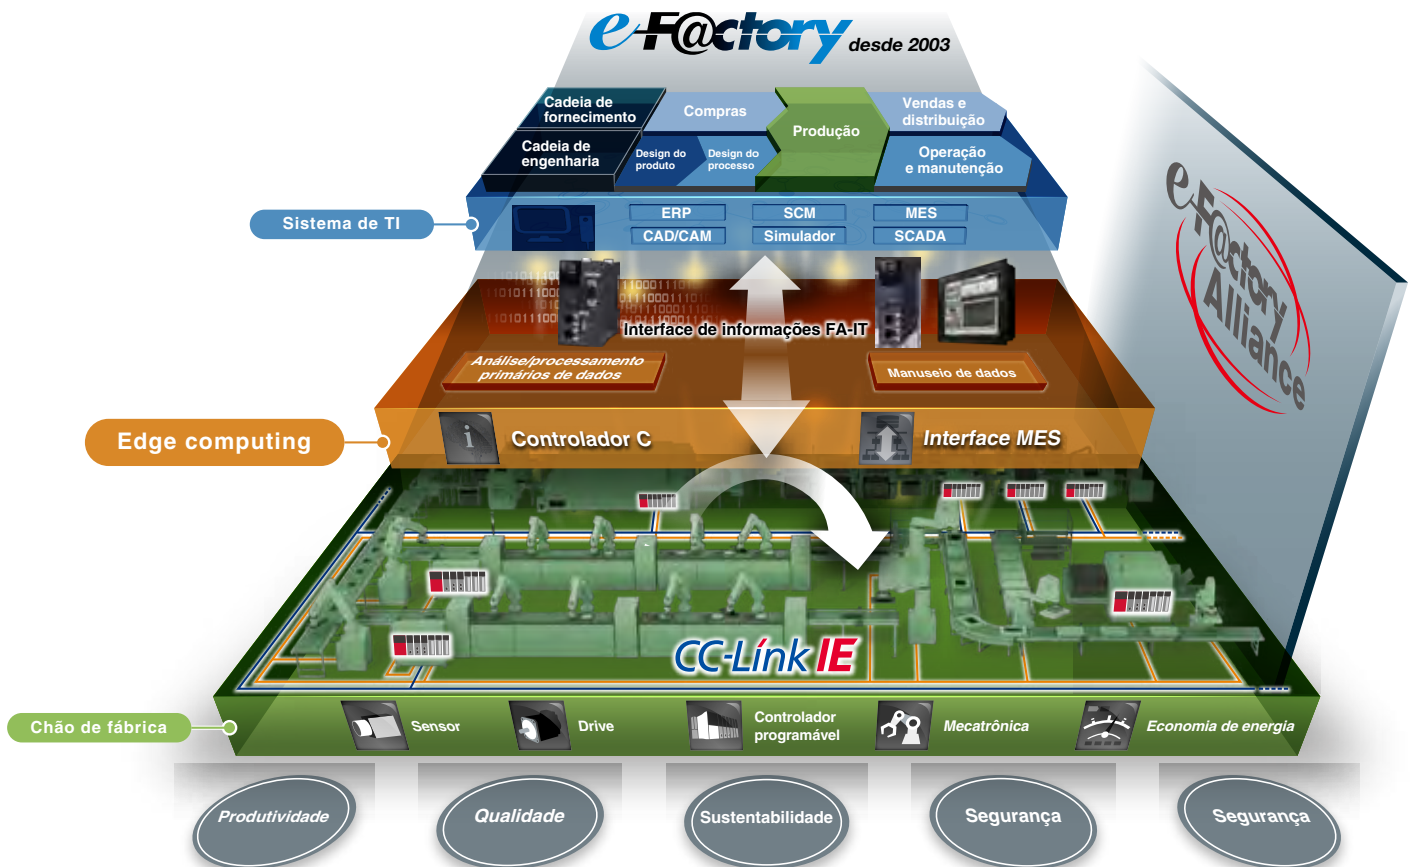 e-F@ctory desde 2003
Cadeia de
fornecimento
Compras
Produção
Vendas e
distribuição
Cadeia de
engenharia
Design do
produto
Design do
processo
Operação
e manutenção
Sistema de TI
ERP
SCM
MES
CAD/CAM
Simulador
SCADA
e-F@ctory
Alliance
Interface de informações FA-IT
Análise/processamento
primários de dados
Manuseio de dados
Edge computing
Controlador C
Interface MES
CC-Link IE
Chão de fábrica
Sensor
Drive
Controlador
programável
Mecatrônica
Economia de energia
Produtividade
Qualidade
Sustentabilidade
Segurança
Segurança